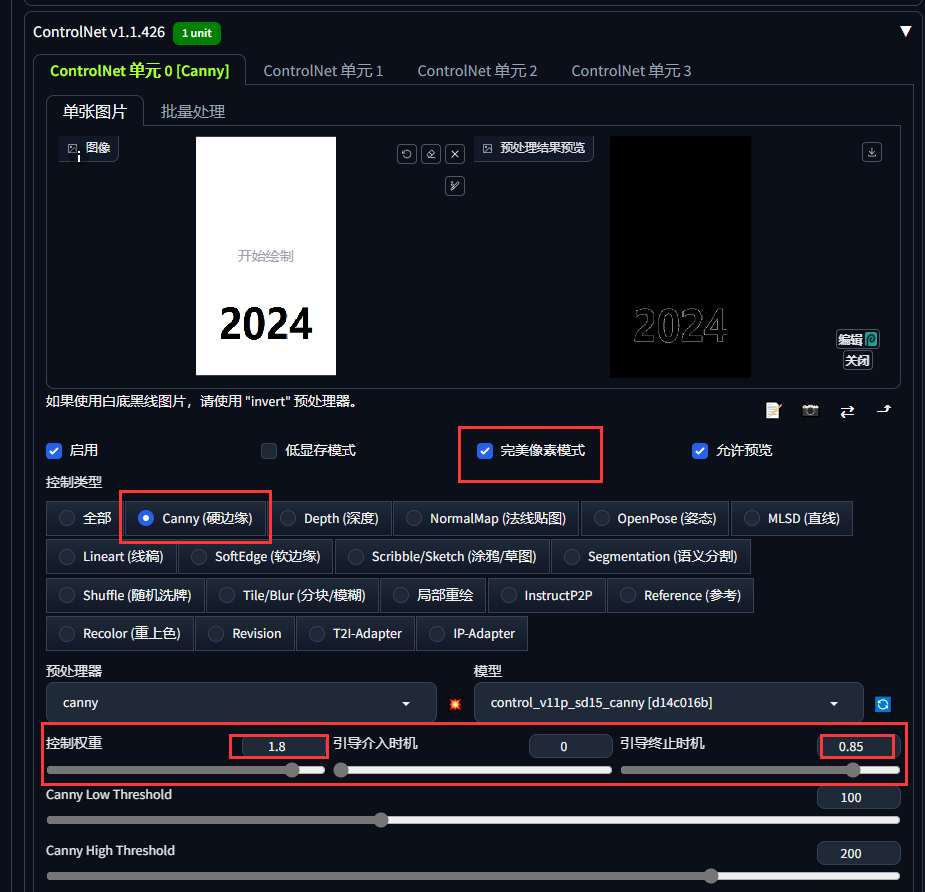 ControlNet v1.1.426 1 unit ▼
ControlNet 单元 0 [Canny] ControlNet 单元 1 ControlNet 单元 2 ControlNet 单元 3
单张图片 批量处理
图像 预处理结果预览
开始绘制
2024 2024
编辑
关闭
如果使用白底黑线图片，请使用 "invert" 预处理器。
启用 低显存模式 完美像素模式 允许预览
控制类型
全部 Canny (硬边缘) Depth (深度) NormalMap (法线贴图) OpenPose (姿态) MLSD (直线)
Lineart (线稿) SoftEdge (软边缘) Scribble/Sketch (涂鸦/草图) Segmentation (语义分割)
Shuffle (随机洗牌) Tile/Blur (分块/模糊) 局部重绘 InstructP2P Reference (参考)
Recolor (重上色) Revision T2I-Adapter IP-Adapter
预处理器 模型
canny control_v11p_sd15_canny [d14c016b]
控制权重 1.8 引导介入时机 0 引导终止时机 0.85
Canny Low Threshold 100
Canny High Threshold 200